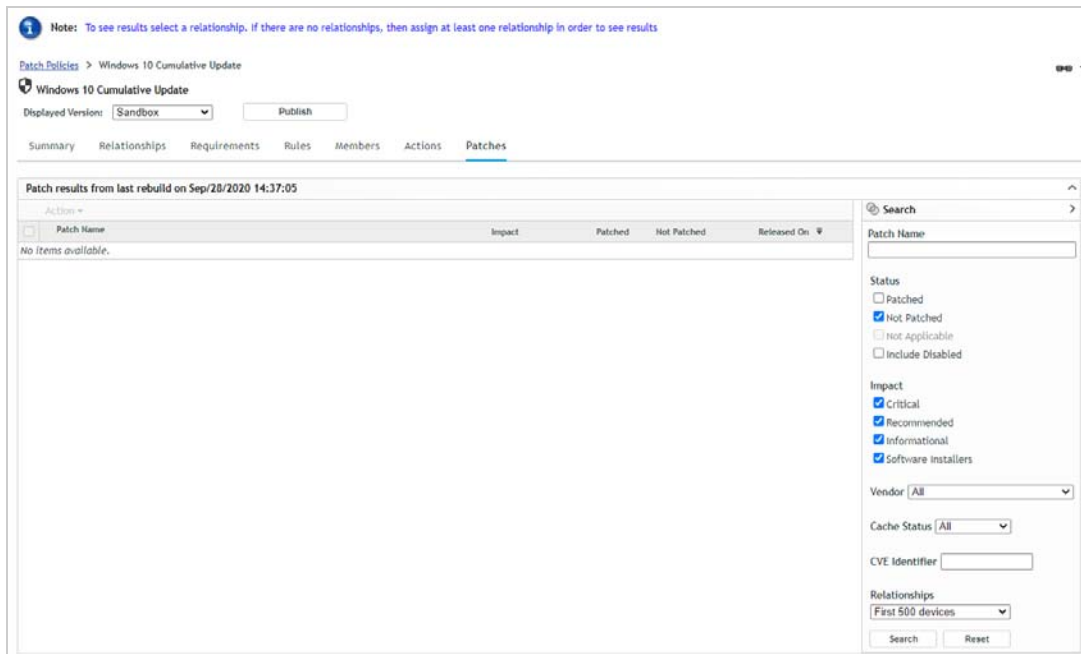 Note: To see results select a relationship. If there are no relationships, then assign at least one relationship in order to see results
Patch Policies > Windows 10 Cumulative Update
Windows 10 Cumulative Update
Displayed Version: Sandbox Publish
Summary Relationships Requirements Rules Members Actions Patches
Patch results from last rebuild on Sep/28/2020 14:37:05
Action
Patch Name Impact Patched Not Patched Released On
No items available.
Search
Patch Name
Status
Patched
Not Patched
Not Applicable
Include Disabled
Impact
Critical
Recommended
Informational
Software Installers
Vendor All
Cache Status All
CVE Identifier
Relationships
First 500 devices
Search Reset